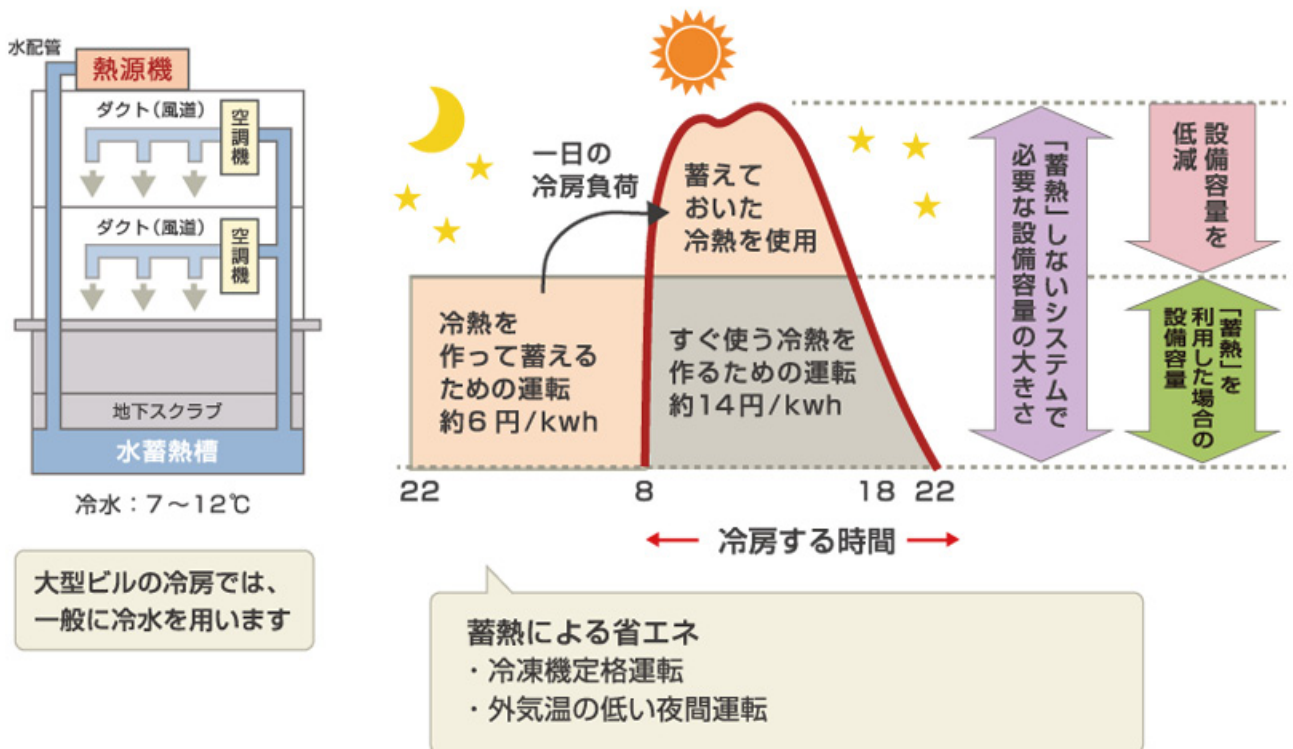 水配管
熱源機
ダクト（風道）
空調機
ダクト（風道）
空調機
地下スクラブ
水蓄熱槽
冷水：7～12℃
大型ビルの冷房では、
一般に冷水を用います
一日の
冷房負荷
蓄えて
おいた
冷熱を使用
冷熱を
作って蓄える
ための運転
約6円/kwh
すぐ使う冷熱を
作るための運転
約14円/kwh
22
8
18
22
冷房する時間
「蓄熱」しないシステムで
必要な設備容量の大きさ
設備容量を
低減
「蓄熱」を
利用した場合の
設備容量
蓄熱による省エネ
・冷凍機定格運転
・外気温の低い夜間運転